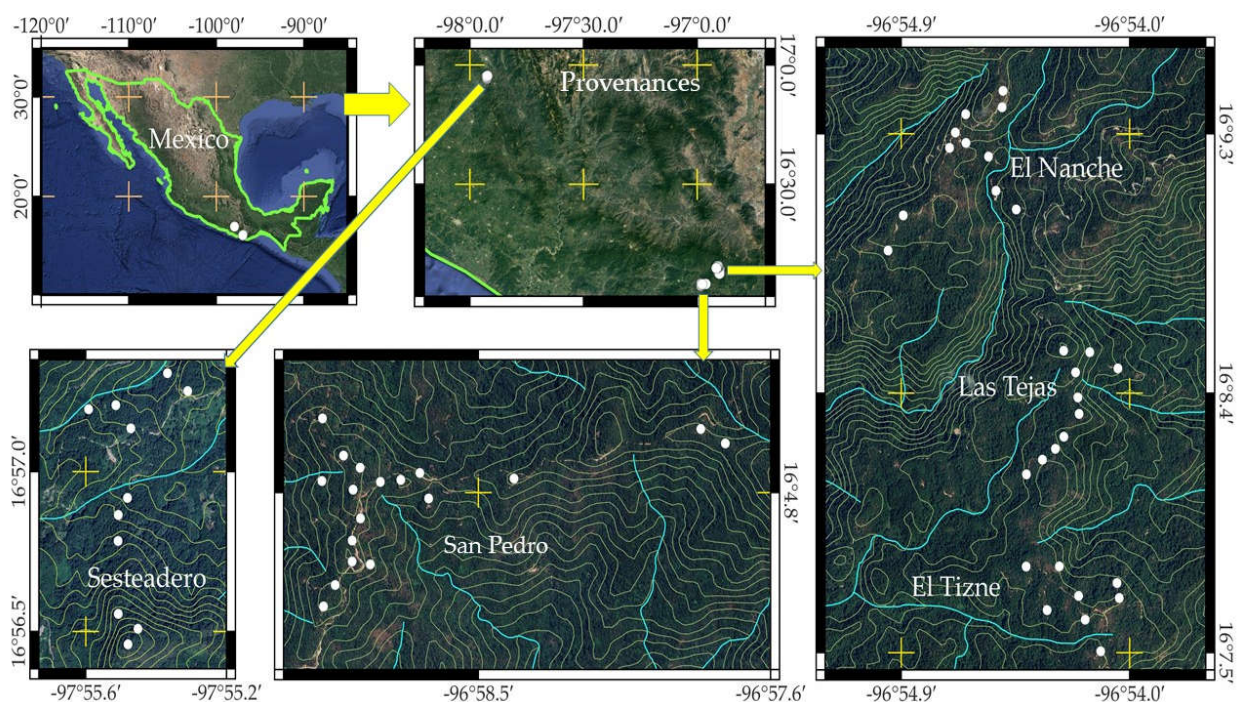 -120° -110° -100° -90°
30°0'
20°0'
Mexico
-98°0.0' -97°30.0' -97°0.0'
17°0.0'
16°30.0'
Provenances
-96°54.9' -96°54.0'
16°9.3'
16°8.4'
16°7.5'
El Nanche
Las Tejas
El Tizne
-96°54.9' -96°54.0'
16°57.0'
16°56.5'
Sesteadero
-97°55.6' -97°55.2'
San Pedro
16°4.8'
-96°58.5' -96°57.6'